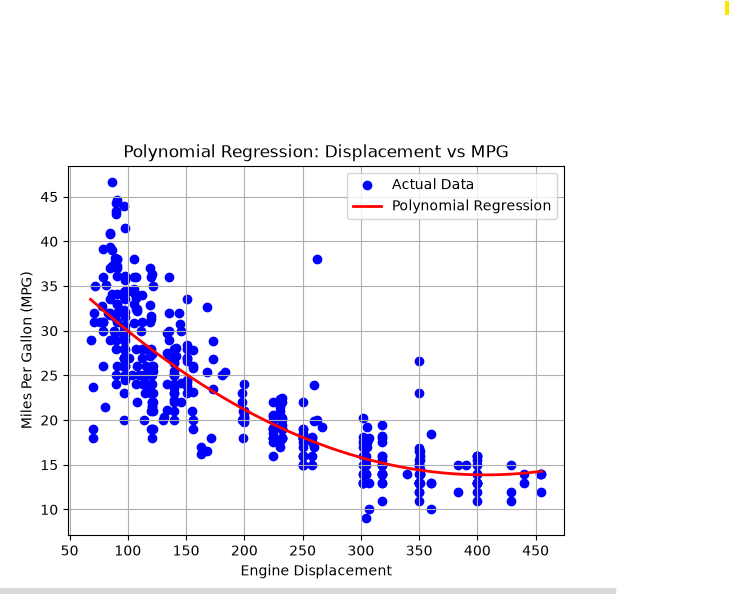 Polynomial Regression: Displacement vs MPG
Actual Data
Polynomial Regression
Miles Per Gallon (MPG)
45
40
35
30
25
20
15
10
50 100 150 200 250 300 350 400 450
Engine Displacement